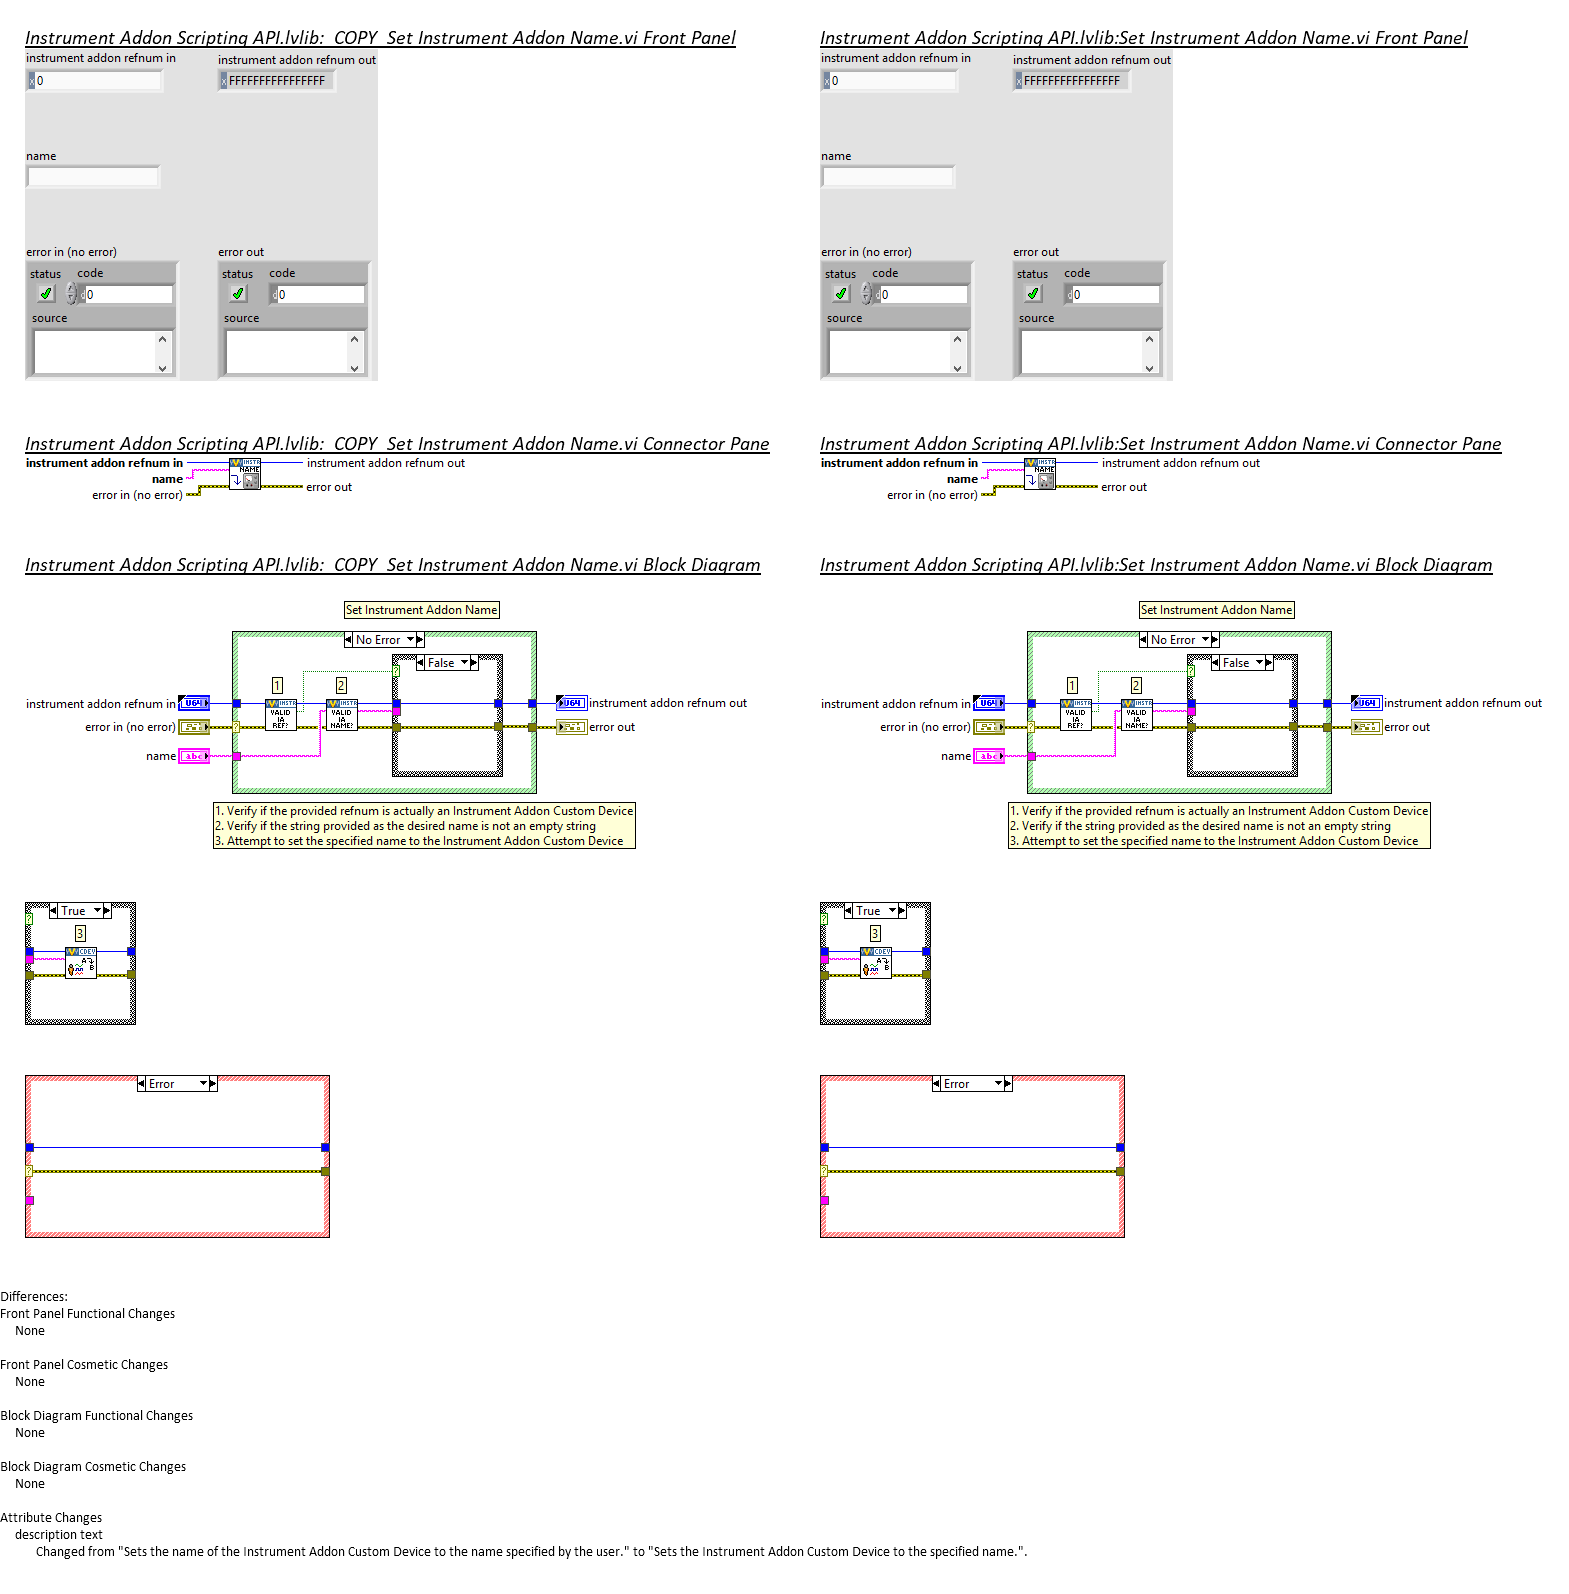 Instrument Addon Scripting API.lvlib:_COPY_Set Instrument Addon Name.vi Front Panel
instrument addon refnum in
instrument addon refnum out
x 0
x FFFFFFFFFFFFFFFF
name
error in (no error)
error out
status code
status code
d 0
d 0
source
source
Instrument Addon Scripting API.lvlib:Set Instrument Addon Name.vi Front Panel
instrument addon refnum in
instrument addon refnum out
x 0
x FFFFFFFFFFFFFFFF
name
error in (no error)
error out
status code
status code
d 0
d 0
source
source
Instrument Addon Scripting API.lvlib:_COPY_Set Instrument Addon Name.vi Connector Pane
instrument addon refnum in
INSTR
instrument addon refnum out
NAME
name
error in (no error)
error out
Instrument Addon Scripting API.lvlib:Set Instrument Addon Name.vi Connector Pane
instrument addon refnum in
INSTR
instrument addon refnum out
NAME
name
error in (no error)
error out
Instrument Addon Scripting API.lvlib:_COPY_Set Instrument Addon Name.vi Block Diagram
Set Instrument Addon Name
No Error
False
?
1
2
instrument addon refnum in
U64
INSTR
VALID
IA
REF?
INSTR
VALID
IA
NAME?
U64
instrument addon refnum out
error in (no error)
?
error out
name
abc
1. Verify if the provided refnum is actually an Instrument Addon Custom Device
2. Verify if the string provided as the desired name is not an empty string
3. Attempt to set the specified name to the Instrument Addon Custom Device
True
?
3
CDEV
A
B
Error
?
Instrument Addon Scripting API.lvlib:Set Instrument Addon Name.vi Block Diagram
Set Instrument Addon Name
No Error
False
?
1
2
instrument addon refnum in
U64
INSTR
VALID
IA
REF?
INSTR
VALID
IA
NAME?
U64
instrument addon refnum out
error in (no error)
?
error out
name
abc
1. Verify if the provided refnum is actually an Instrument Addon Custom Device
2. Verify if the string provided as the desired name is not an empty string
3. Attempt to set the specified name to the Instrument Addon Custom Device
True
?
3
CDEV
A
B
Error
?
Differences:
Front Panel Functional Changes
None
Front Panel Cosmetic Changes
None
Block Diagram Functional Changes
None
Block Diagram Cosmetic Changes
None
Attribute Changes
description text
Changed from "Sets the name of the Instrument Addon Custom Device to the name specified by the user." to "Sets the Instrument Addon Custom Device to the specified name.".